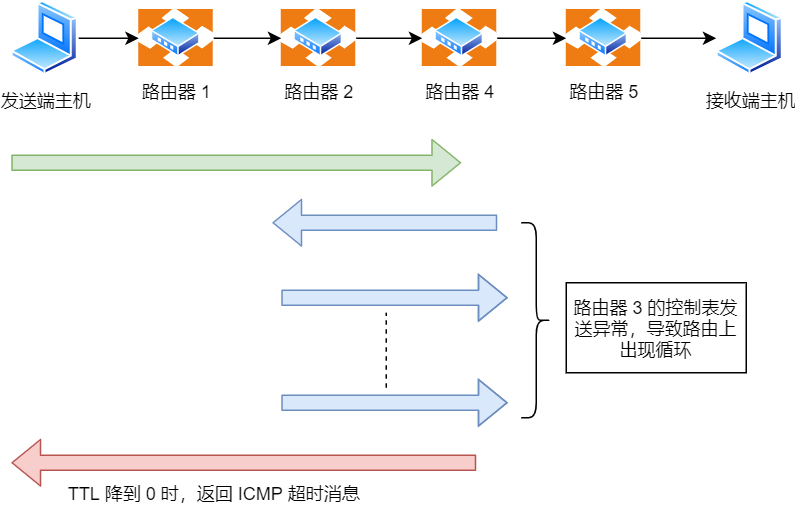 发送端主机
路由器 1
路由器 2
路由器 4
路由器 5
接收端主机
路由器 3 的控制表发
送异常，导致路由上
出现循环
TTL 降到 0 时，返回 ICMP 超时消息